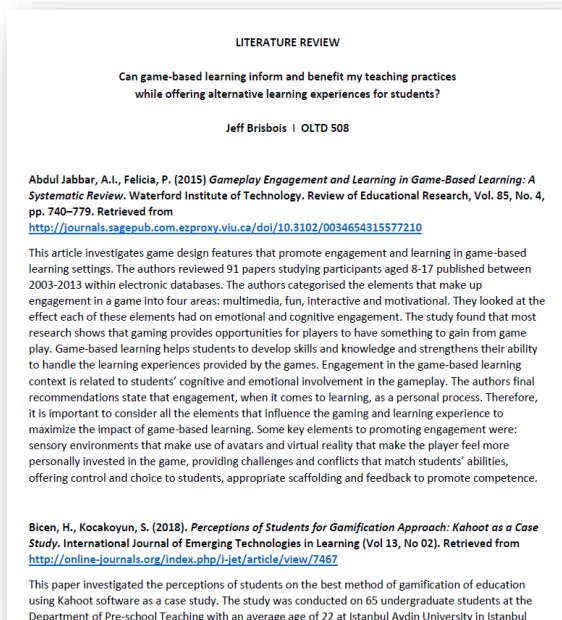 LITERATURE REVIEW
Can game-based learning inform and benefit my teaching practices
while offering alternative learning experiences for students?
Jeff Brisbois | OLTD 508
Abdul Jabbar, A.I., Felicia, P. (2015) Gameplay Engagement and Learning in Game-Based Learning: A
Systematic Review. Waterford Institute of Technology. Review of Educational Research, Vol. 85, No. 4,
pp. 740–779. Retrieved from
http://journals.sagepub.com.ezproxy.viu.ca/doi/10.3102/0034654315577210
This article investigates game design features that promote engagement and learning in game-based
learning settings. The authors reviewed 91 papers studying participants aged 8-17 published between
2003-2013 within electronic databases. The authors categorised the elements that make up
engagement in a game into four areas: multimedia, fun, interactive and motivational. They looked at the
effect each of these elements had on emotional and cognitive engagement. The study found that most
research shows that gaming provides opportunities for players to have something to gain from game
play. Game-based learning helps students to develop skills and knowledge and strengthens their ability
to handle the learning experiences provided by the games. Engagement in the game-based learning
context is related to students' cognitive and emotional involvement in the gameplay. The authors final
recommendations state that engagement, when it comes to learning, as a personal process. Therefore,
it is important to consider all the elements that influence the gaming and learning experience to
maximize the impact of game-based learning. Some key elements to promoting engagement were:
sensory environments that make use of avatars and virtual reality that make the player feel more
personally invested in the game, providing challenges and conflicts that match students' abilities,
offering control and choice to students, appropriate scaffolding and feedback to promote competence.
Bicen, H., Kocakoyun, S. (2018). Perceptions of Students for Gamification Approach: Kahoot as a Case
Study. International Journal of Emerging Technologies in Learning (Vol 13, No 02). Retrieved from
http://online-journals.org/index.php/i-jet/article/view/7467
This paper investigated the perceptions of students on the best method of gamification of education
using Kahoot software as a case study. The study was conducted on 65 undergraduate students at the
Department of Pre-school Teaching with an average age of 22 at Istanbul Aydin University in Istanbul